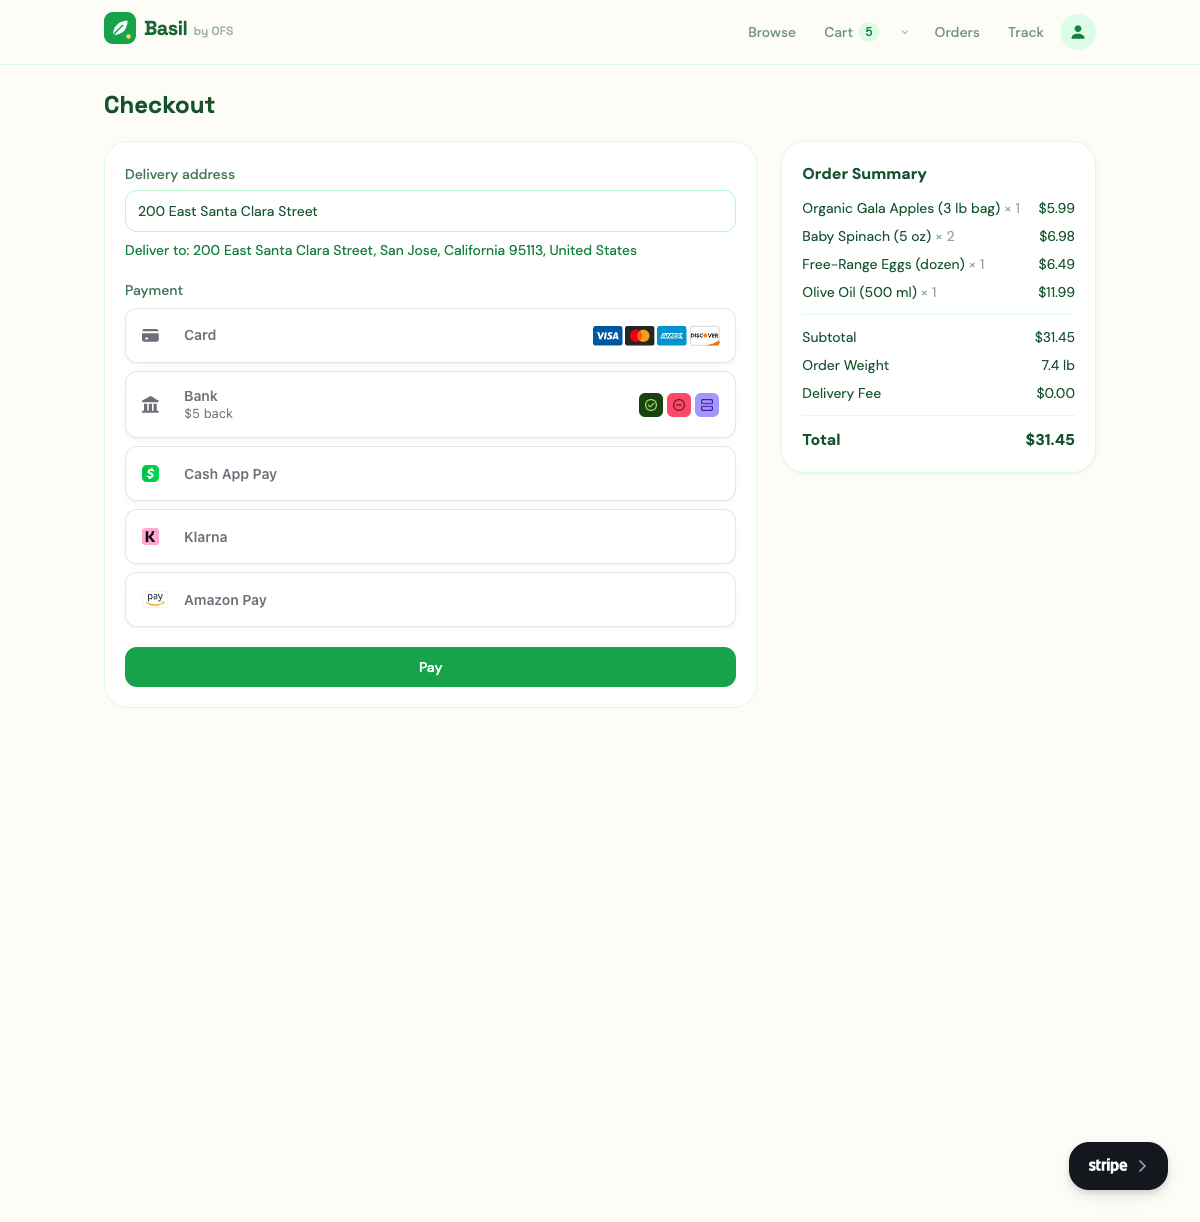 Basil by OFS
Browse
Cart 5
Orders
Track
Checkout
Delivery address
200 East Santa Clara Street
Deliver to: 200 East Santa Clara Street, San Jose, California 95113, United States
Payment
Card
VISA
AMEX
DISCOVER
Bank
$5 back
$ Cash App Pay
K Klarna
pay Amazon Pay
Pay
Order Summary
Organic Gala Apples (3 lb bag) × 1 $5.99
Baby Spinach (5 oz) × 2 $6.98
Free-Range Eggs (dozen) × 1 $6.49
Olive Oil (500 ml) × 1 $11.99
Subtotal $31.45
Order Weight 7.4 lb
Delivery Fee $0.00
Total $31.45
stripe